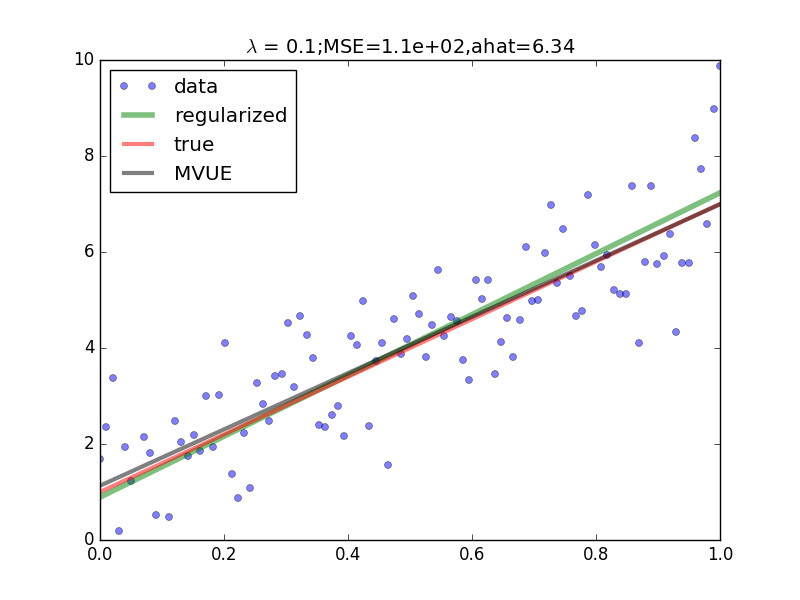 λ = 0.1;MSE=1.1e+02,ahat=6.34
10
data
regularized
true
MVUE
8
6
4
2
0
0.0 0.2 0.4 0.6 0.8 1.0